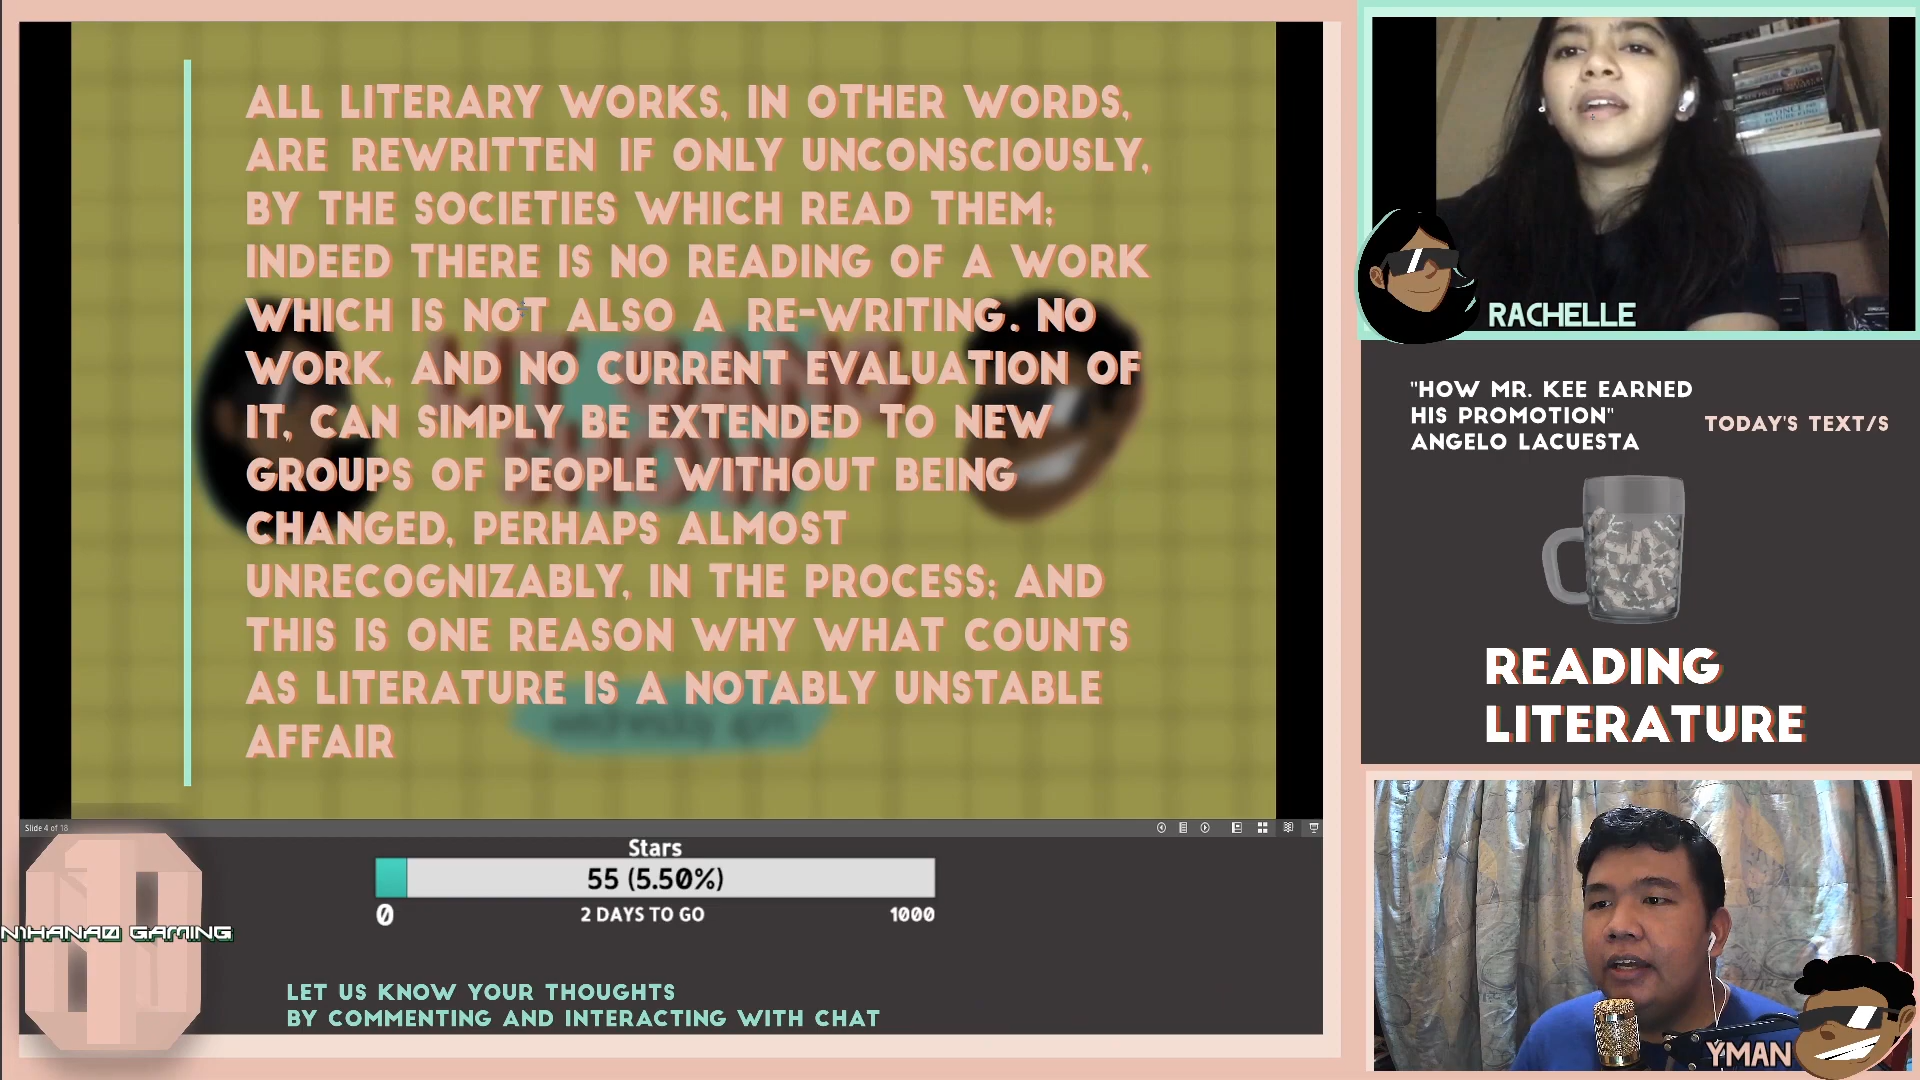 ALL LITERARY WORKS, IN OTHER WORDS,
ARE REWRITTEN IF ONLY UNCONSCIOUSLY,
BY THE SOCIETIES WHICH READ THEM;
INDEED THERE IS NO READING OF A WORK
WHICH IS NOT ALSO A RE-WRITING. NO
WORK, AND NO CURRENT EVALUATION OF
IT, CAN SIMPLY BE EXTENDED TO NEW
GROUPS OF PEOPLE WITHOUT BEING
CHANGED, PERHAPS ALMOST
UNRECOGNIZABLY, IN THE PROCESS; AND
THIS IS ONE REASON WHY WHAT COUNTS
AS LITERATURE IS A NOTABLY UNSTABLE
AFFAIR
wednesday 4pm
Slide 4 of 18
Stars
55 (5.50%)
0
2 DAYS TO GO
1000
N1HANA0 GAMING
LET US KNOW YOUR THOUGHTS
BY COMMENTING AND INTERACTING WITH CHAT
RACHELLE
"HOW MR. KEE EARNED
HIS PROMOTION"
ANGELO LACUESTA
TODAY'S TEXT/S
READING
LITERATURE
YMAN